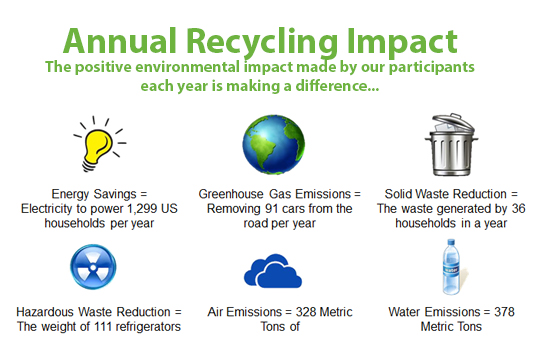 Annual Recycling Impact
The positive environmental impact made by our participants
each year is making a difference...
Energy Savings =
Electricity to power 1,299 US
households per year
Greenhouse Gas Emissions =
Removing 91 cars from the
road per year
Solid Waste Reduction =
The waste generated by 36
households in a year
Hazardous Waste Reduction =
The weight of 111 refrigerators
Air Emissions = 328 Metric
Tons of
Water
Water Emissions = 378
Metric Tons